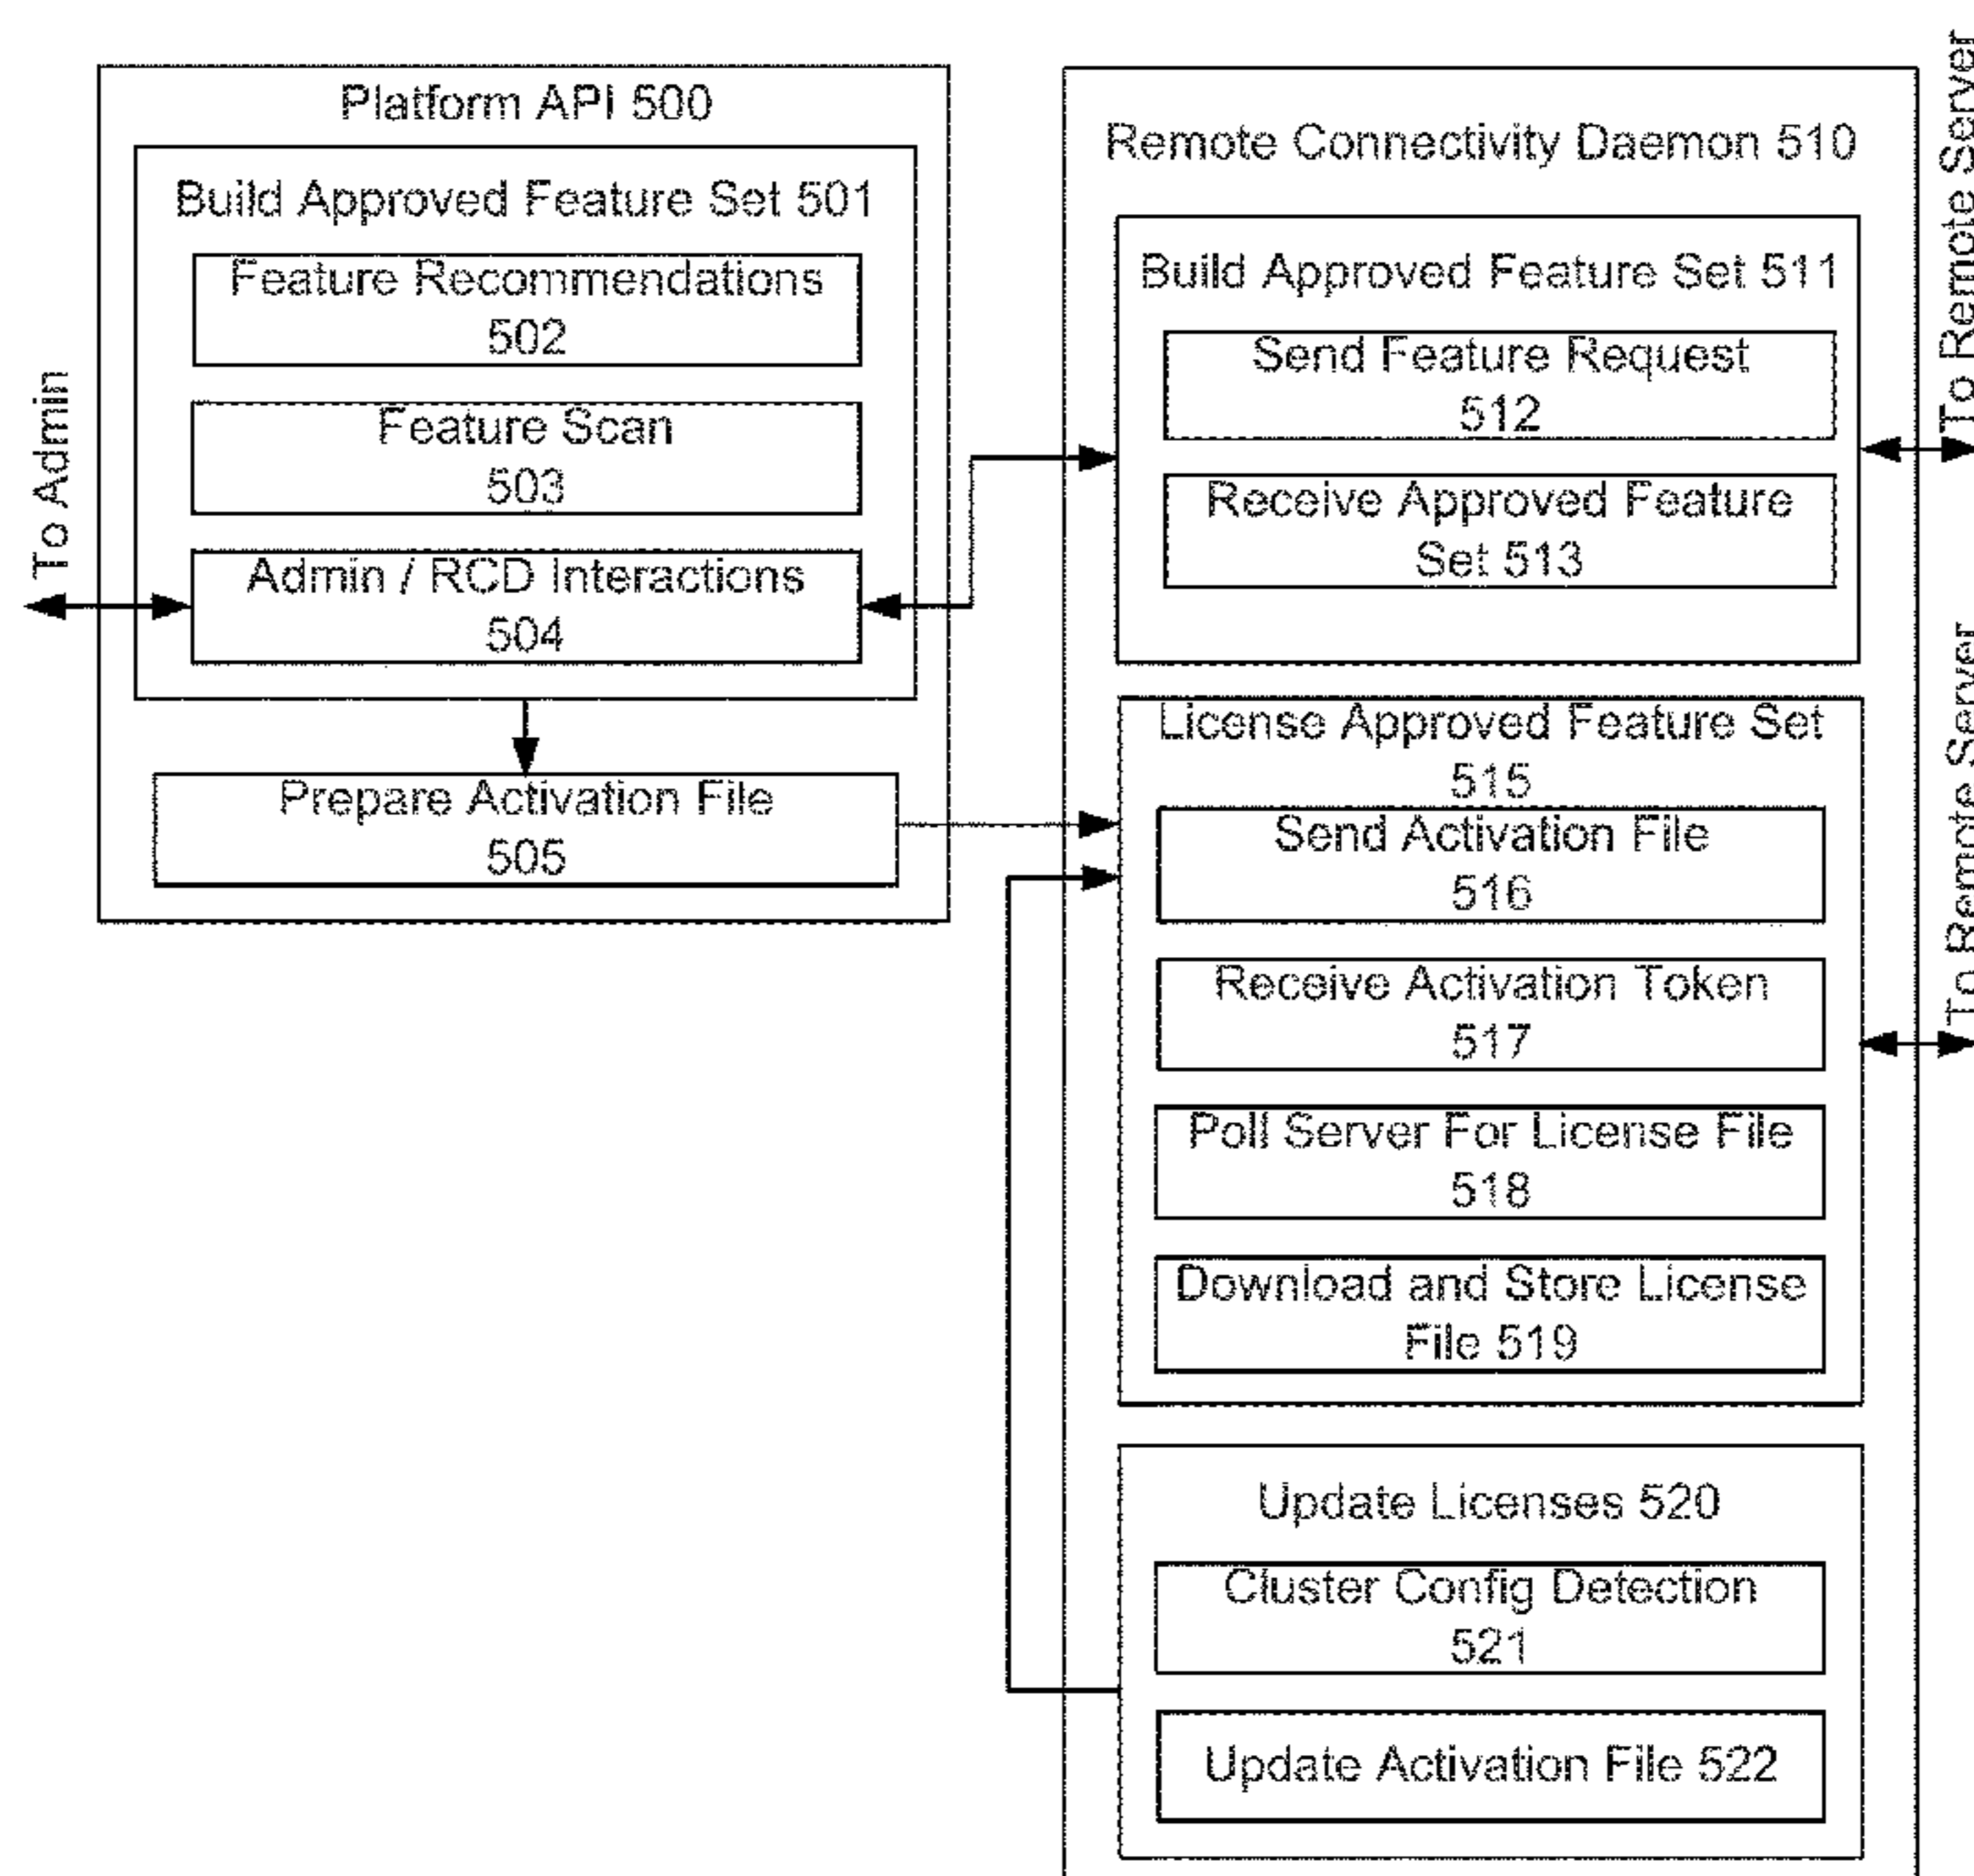 Platform API 500
Build Approved Feature Set 501
Feature Recommendations
502
Feature Scan
503
Admin / RCD Interactions
504
Prepare Activation File
505
To Admin
Remote Connectivity Daemon 510
Build Approved Feature Set 511
Send Feature Request
512
Receive Approved Feature
Set 513
License Approved Feature Set
515
Send Activation File
516
Receive Activation Token
517
Poll Server For License File
518
Download and Store License
File 519
Update Licenses 520
Cluster Config Detection
521
Update Activation File 522
To Remote Server
To Remote Server